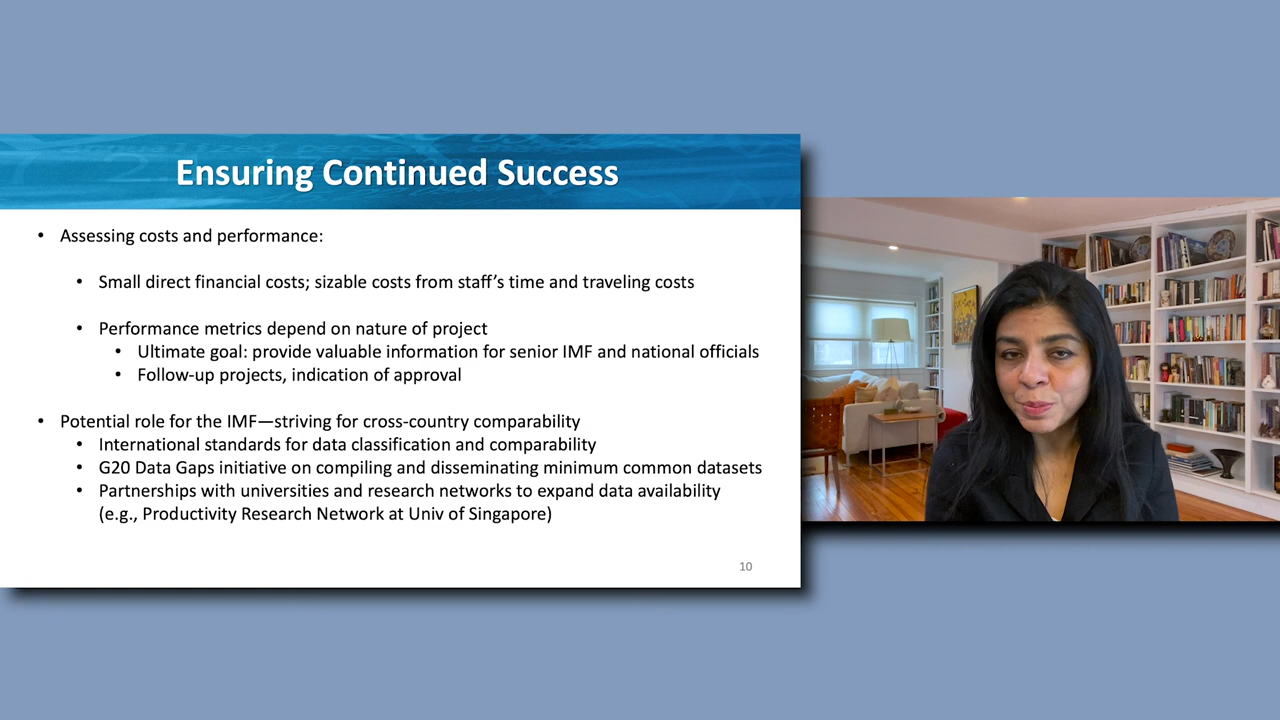 Ensuring Continued Success
• Assessing costs and performance:
• Small direct financial costs; sizable costs from staff's time and traveling costs
• Performance metrics depend on nature of project
• Ultimate goal: provide valuable information for senior IMF and national officials
• Follow-up projects, indication of approval
• Potential role for the IMF—striving for cross-country comparability
• International standards for data classification and comparability
• G20 Data Gaps initiative on compiling and disseminating minimum common datasets
• Partnerships with universities and research networks to expand data availability
(e.g., Productivity Research Network at Univ of Singapore)
10